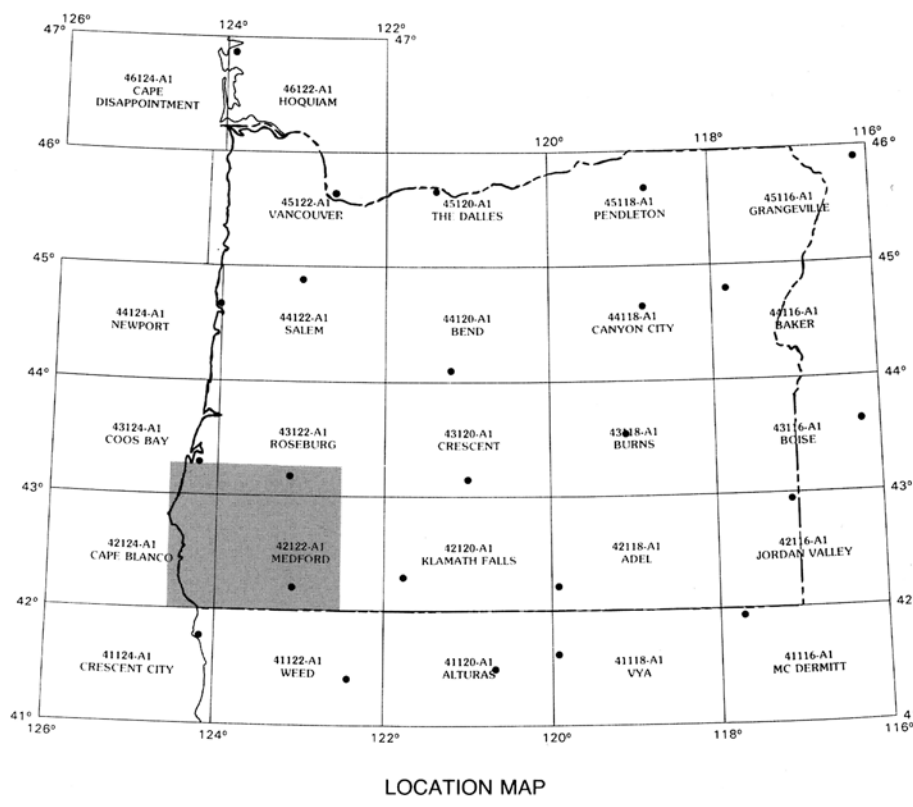 126°
124°
122°
47°
47°
46124-A1
CAPE
DISAPPOINTMENT
46122-A1
HOQUIAM
46°
120°
118°
116°
46°
45122-A1
VANCOUVER
45120-A1
THE DALLES
45118-A1
PENDLETON
45116-A1
GRANGEVILLE
45°
45°
44124-A1
NEWPORT
44122-A1
SALEM
44120-A1
BEND
44118-A1
CANYON CITY
44116-A1
BAKER
44°
44°
43124-A1
COOS BAY
43122-A1
ROSEBURG
43120-A1
CRESCENT
43118-A1
BURNS
43116-A1
BOISE
43°
43°
42124-A1
CAPE BLANCO
42122-A1
MEDFORD
42120-A1
KLAMATH FALLS
42118-A1
ADEL
42116-A1
JORDAN VALLEY
42°
42
41124-A1
CRESCENT CITY
41122-A1
WEED
41120-A1
ALTURAS
41118-A1
VYA
41116-A1
MC DERMITT
41°
4
126°
124°
122°
120°
118°
116°
LOCATION MAP